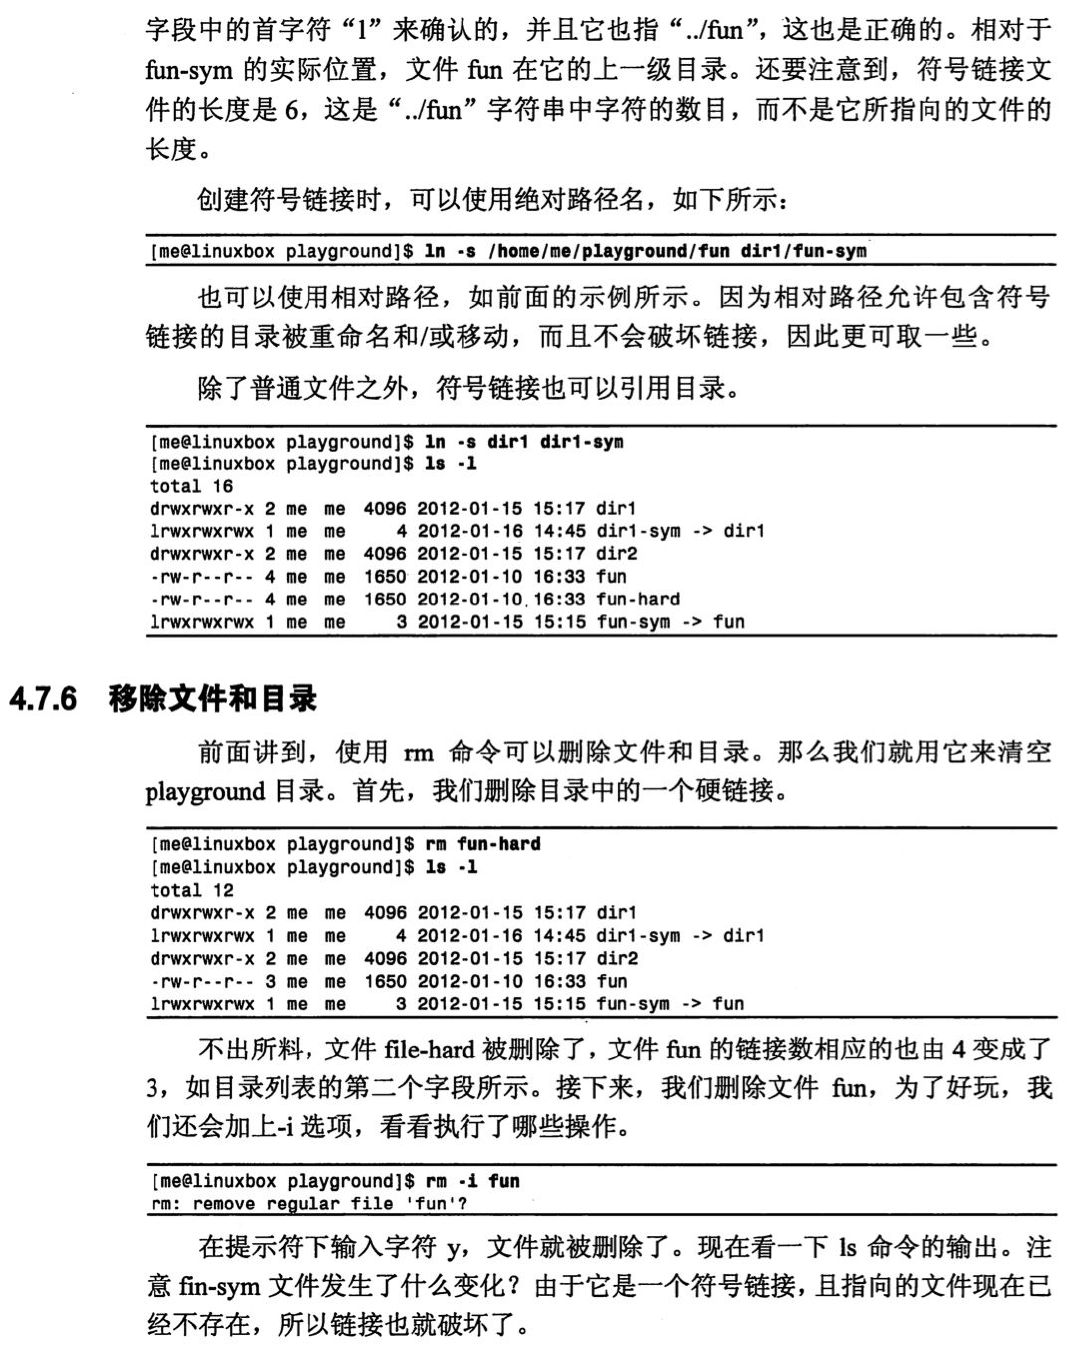 字段中的首字符“l”来确认的，并且它也指“../fun”，这也是正确的。相对于
fun-sym 的实际位置，文件 fun 在它的上一级目录。还要注意到，符号链接文
件的长度是 6，这是“../fun”字符串中字符的数目，而不是它所指向的文件的
长度。
创建符号链接时，可以使用绝对路径名，如下所示：
[me@linuxbox playground]$ ln -s /home/me/playground/fun dir1/fun-sym
也可以使用相对路径，如前面的示例所示。因为相对路径允许包含符号
链接的目录被重命名和/或移动，而且不会破坏链接，因此更可取一些。
除了普通文件之外，符号链接也可以引用目录。
[me@linuxbox playground]$ ln -s dir1 dir1-sym
[me@linuxbox playground]$ ls -l
total 16
drwxrwxr-x 2 me me 4096 2012-01-15 15:17 dir1
lrwxrwxrwx 1 me me 4 2012-01-16 14:45 dir1-sym -> dir1
drwxrwxr-x 2 me me 4096 2012-01-15 15:17 dir2
-rw-r--r-- 4 me me 1650 2012-01-10 16:33 fun
-rw-r--r-- 4 me me 1650 2012-01-10 16:33 fun-hard
lrwxrwxrwx 1 me me 3 2012-01-15 15:15 fun-sym -> fun
4.7.6 移除文件和目录
前面讲到，使用 rm 命令可以删除文件和目录。那么我们就用它来清空
playground 目录。首先，我们删除目录中的一个硬链接。
[me@linuxbox playground]$ rm fun-hard
[me@linuxbox playground]$ ls -l
total 12
drwxrwxr-x 2 me me 4096 2012-01-15 15:17 dir1
lrwxrwxrwx 1 me me 4 2012-01-16 14:45 dir1-sym -> dir1
drwxrwxr-x 2 me me 4096 2012-01-15 15:17 dir2
-rw-r--r-- 3 me me 1650 2012-01-10 16:33 fun
lrwxrwxrwx 1 me me 3 2012-01-15 15:15 fun-sym -> fun
不出所料，文件 file-hard 被删除了，文件 fun 的链接数相应的也由 4 变成了
3，如目录列表的第二个字段所示。接下来，我们删除文件 fun，为了好玩，我
们还会加上-i 选项，看看执行了哪些操作。
[me@linuxbox playground]$ rm -i fun
rm: remove regular file 'fun'?
在提示符下输入字符 y，文件就被删除了。现在看一下 ls 命令的输出。注
意 fin-sym 文件发生了什么变化？由于它是一个符号链接，且指向的文件现在已
经不存在，所以链接也就破坏了。